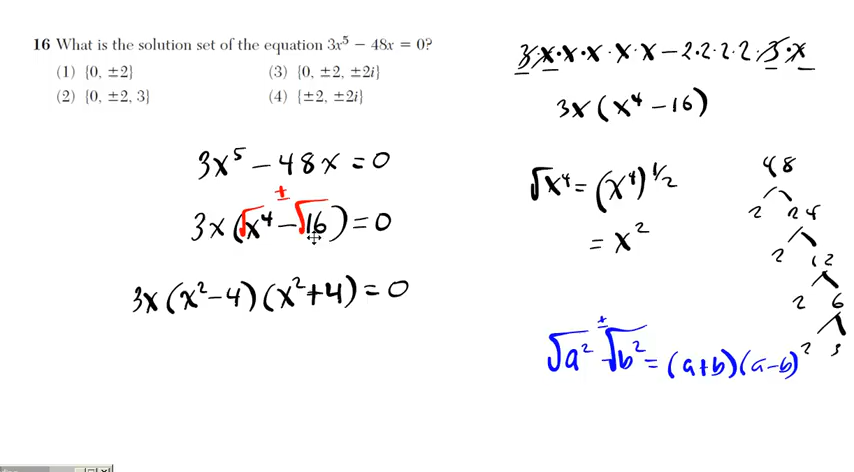 16 What is the solution set of the equation 3x⁵ − 48x = 0?
(1) {0, ±2}
(3) {0, ±2, ±2i}
(2) {0, ±2, 3}
(4) {±2, ±2i}
3x⁵ − 48x = 0
±
3x (√x⁴ − √16) = 0
3x (x² − 4) (x² + 4) = 0
3·x·x·x·x·x − 2·2·2·2·3·x
3x (x⁴ − 16)
√x⁴ = (x⁴)^1/2
= x²
48
2 24
2 12
2 6
2 3
±
√a² √b² = (a+b)(a−b)